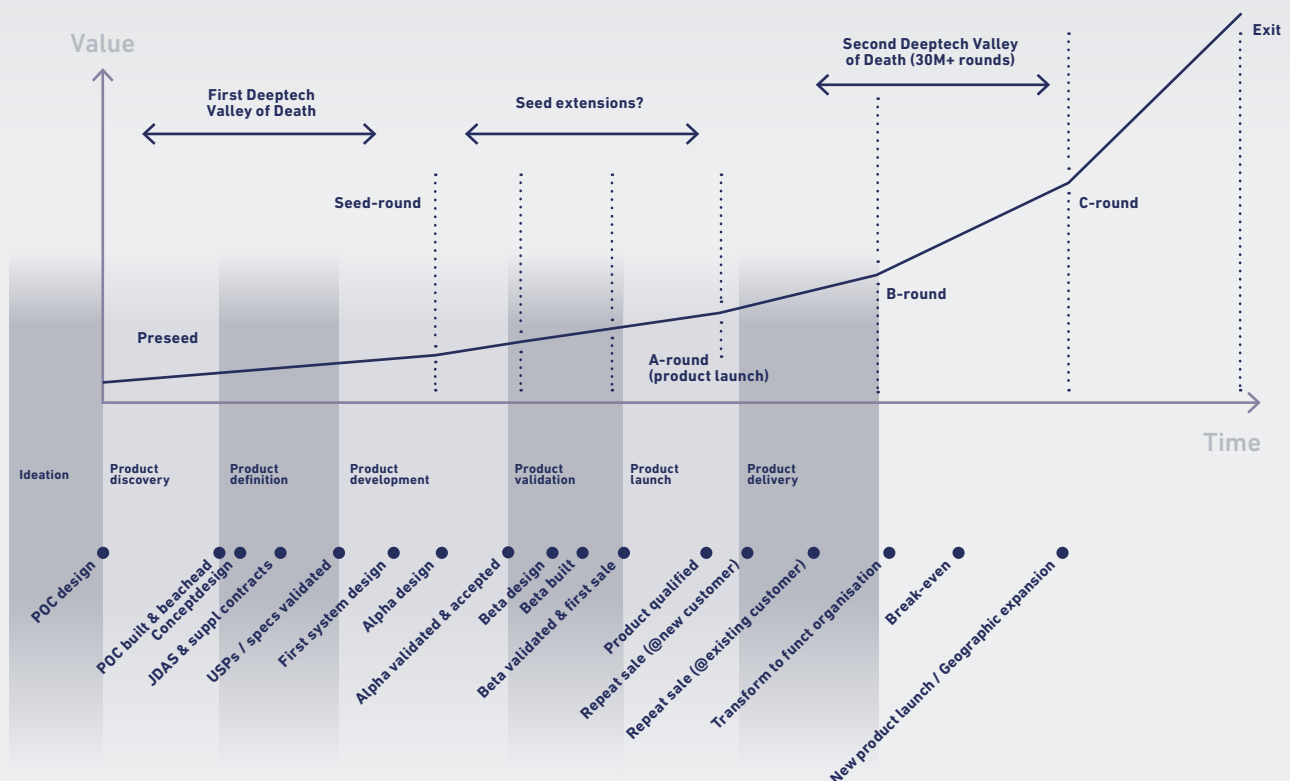 Value
First Deeptech
Valley of Death
Seed extensions?
Second Deeptech Valley
of Death (30M+ rounds)
Exit
Seed-round
C-round
B-round
Preseed
A-round
(product launch)
Time
Ideation
Product
discovery
Product
definition
Product
development
Product
validation
Product
launch
Product
delivery
POC design
POC built & beachead
Conceptdesign
JDAS & suppl contracts
USPs / specs validated
First system design
Alpha design
Alpha validated & accepted
Beta design
Beta built
Beta validated & first sale
Product qualified
Repeat sale (@new customer)
Repeat sale (@existing customer)
Transform to funct organisation
Break-even
New product launch / Geographic expansion